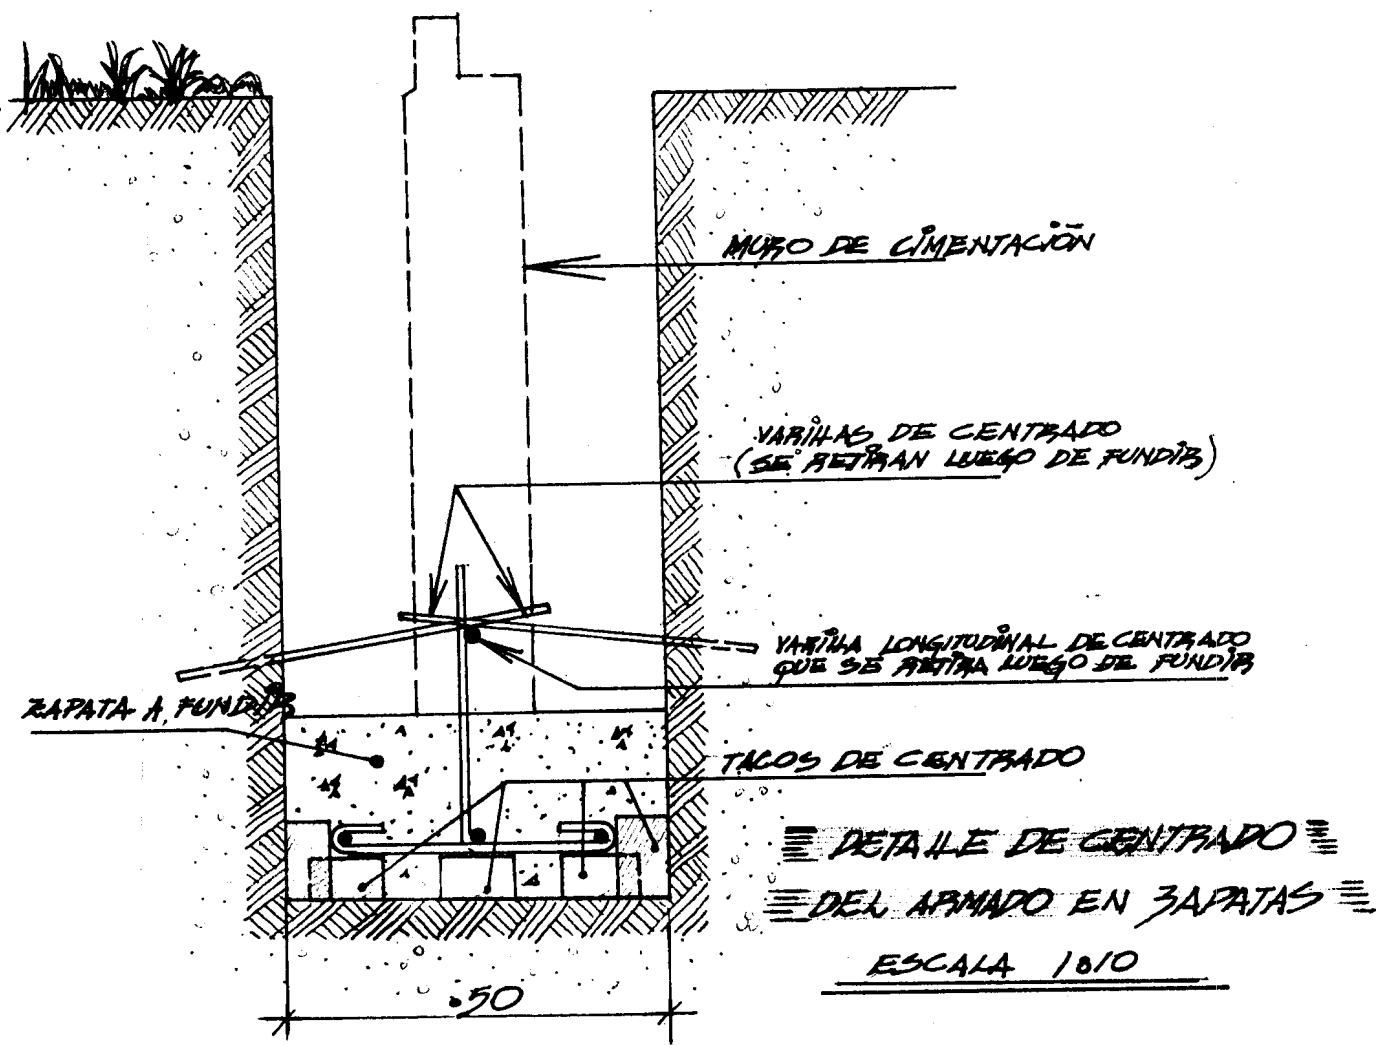 MURO DE CIMENTACIÓN
VARILLAS DE CENTRADO
(SE RETIRAN LUEGO DE FUNDIR)
VARILLA LONGITUDINAL DE CENTRADO
QUE SE RETIRA LUEGO DE FUNDIR
ZAPATA A FUNDIR
TACOS DE CENTRADO
DETALLE DE CENTRADO
DEL ARMADO EN ZAPATAS
ESCALA 1:10
.50